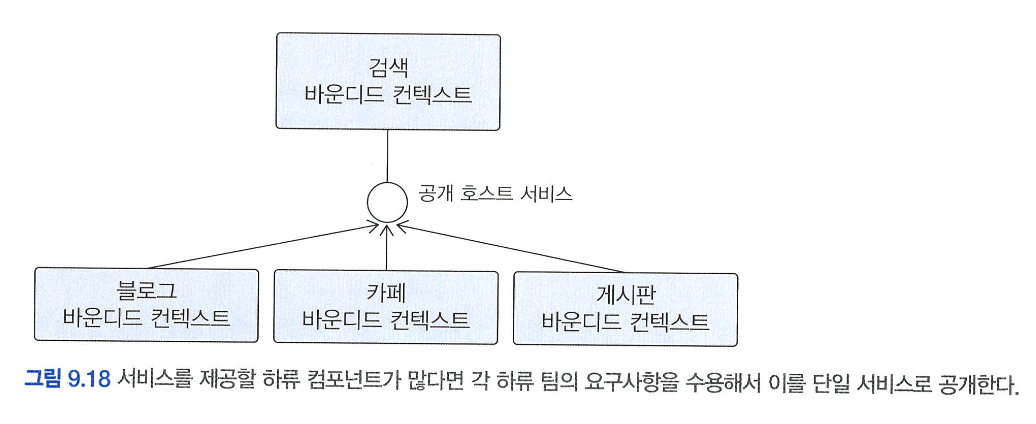 검색
바운디드 컨텍스트
공개 호스트 서비스
블로그
바운디드 컨텍스트
카페
바운디드 컨텍스트
게시판
바운디드 컨텍스트
그림 9.18 서비스를 제공할 하류 컴포넌트가 많다면 각 하류 팀의 요구사항을 수용해서 이를 단일 서비스로 공개한다.